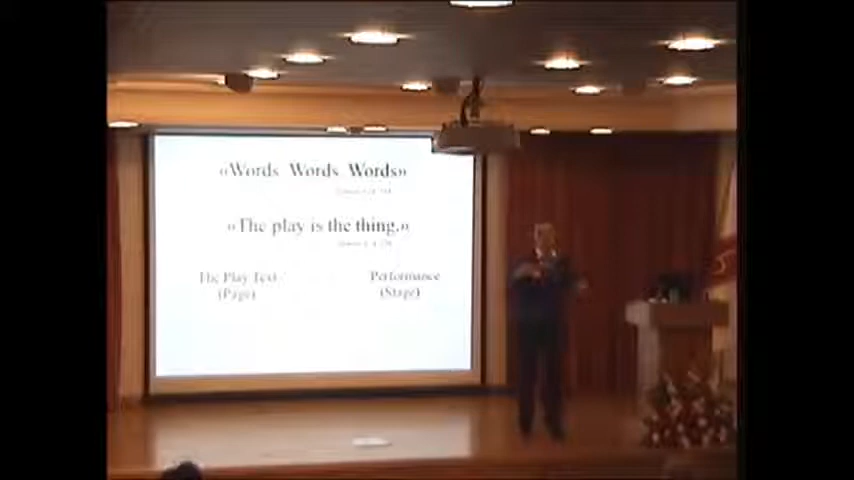 «Words Words Words»
«The play is the thing.»
The Play Text Performance
(Page) (Stage)